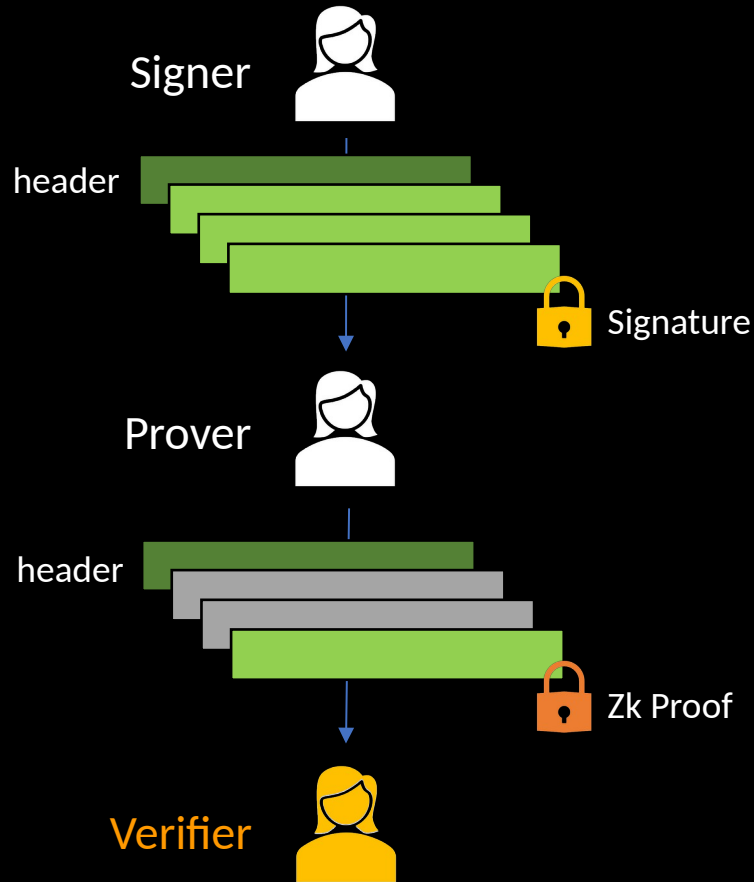 Signer
header
Signature
Prover
header
Zk Proof
Verifier